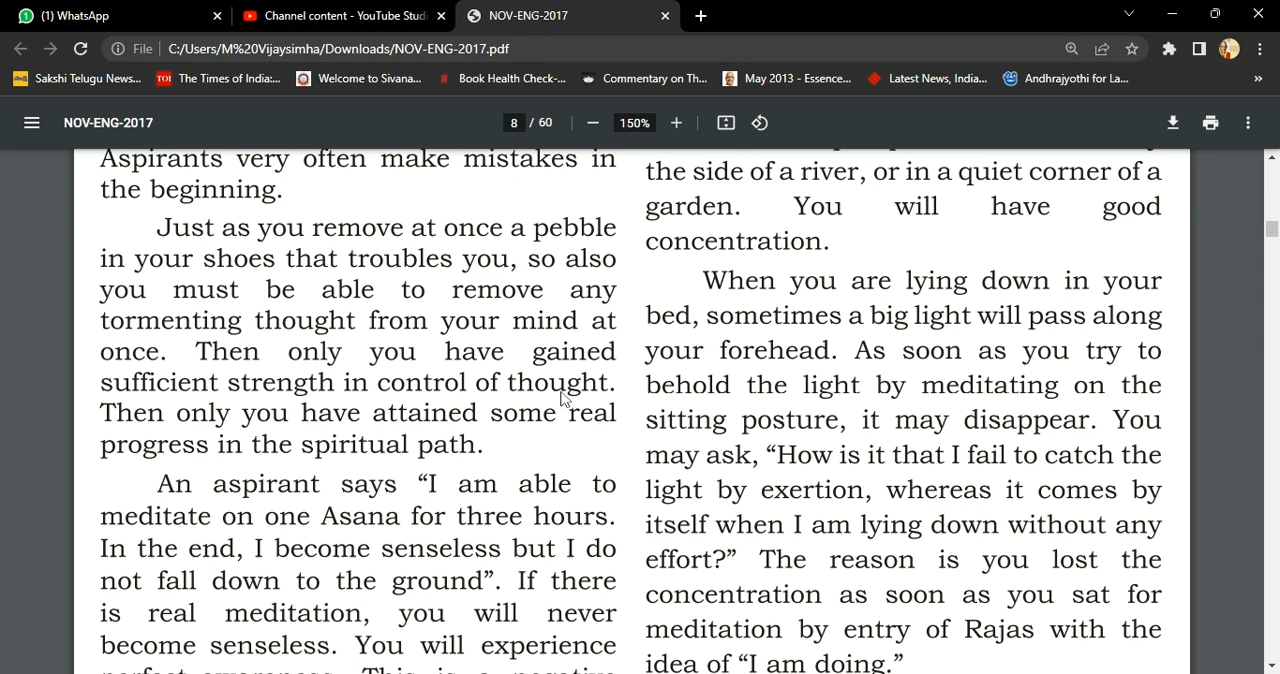 (1) WhatsApp
Channel content - YouTube Studi
NOV-ENG-2017
File
C:/Users/M%20Vijaysimha/Downloads/NOV-ENG-2017.pdf
Sakshi Telugu News...
TOI
The Times of India:...
Welcome to Sivana...
Book Health Check-...
Commentary on Th...
May 2013 - Essence...
Latest News, India...
Andhrajyothi for La...
»
NOV-ENG-2017
8 / 60
150%
Aspirants very often make mistakes in
the beginning.
Just as you remove at once a pebble
in your shoes that troubles you, so also
you must be able to remove any
tormenting thought from your mind at
once. Then only you have gained
sufficient strength in control of thought.
Then only you have attained some real
progress in the spiritual path.
An aspirant says “I am able to
meditate on one Asana for three hours.
In the end, I become senseless but I do
not fall down to the ground”. If there
is real meditation, you will never
become senseless. You will experience
perfect awareness. This is a negative
the side of a river, or in a quiet corner of a
garden. You will have good
concentration.
When you are lying down in your
bed, sometimes a big light will pass along
your forehead. As soon as you try to
behold the light by meditating on the
sitting posture, it may disappear. You
may ask, “How is it that I fail to catch the
light by exertion, whereas it comes by
itself when I am lying down without any
effort?” The reason is you lost the
concentration as soon as you sat for
meditation by entry of Rajas with the
idea of “I am doing.”